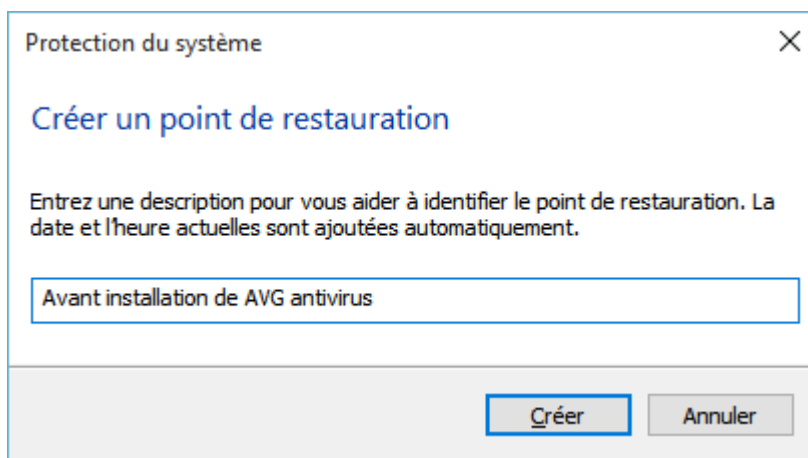 Protection du système
Créer un point de restauration
Entrez une description pour vous aider à identifier le point de restauration. La
date et l'heure actuelles sont ajoutées automatiquement.
Avant installation de AVG antivirus
Créer
Annuler